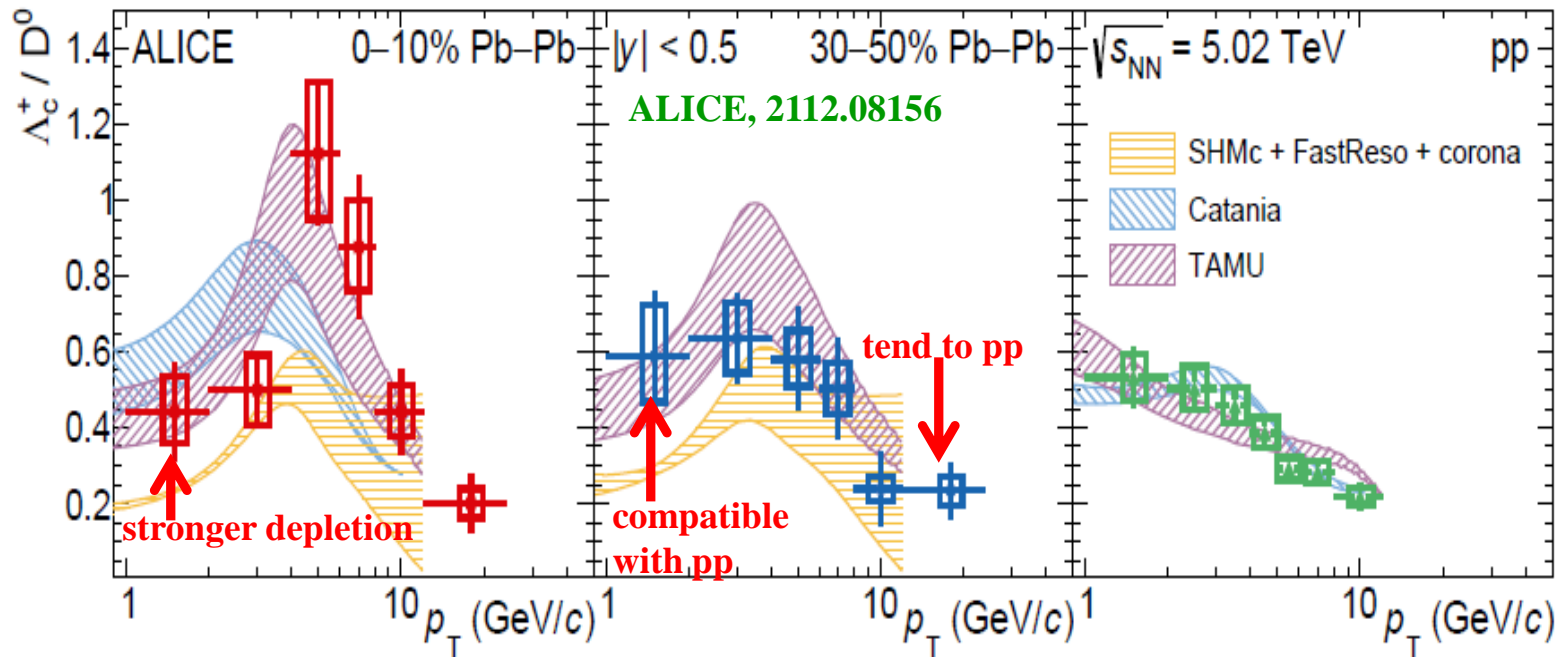 Λc+ / D0
1.4
1.2
1
0.8
0.6
0.4
0.2
ALICE
0–10% Pb–Pb
stronger depletion
|y| < 0.5
30–50% Pb–Pb
ALICE, 2112.08156
tend to pp
compatible
with pp
√sNN = 5.02 TeV
pp
SHMc + FastReso + corona
Catania
TAMU
1
10
pT (GeV/c)
1
10
pT (GeV/c)
1
10
pT (GeV/c)